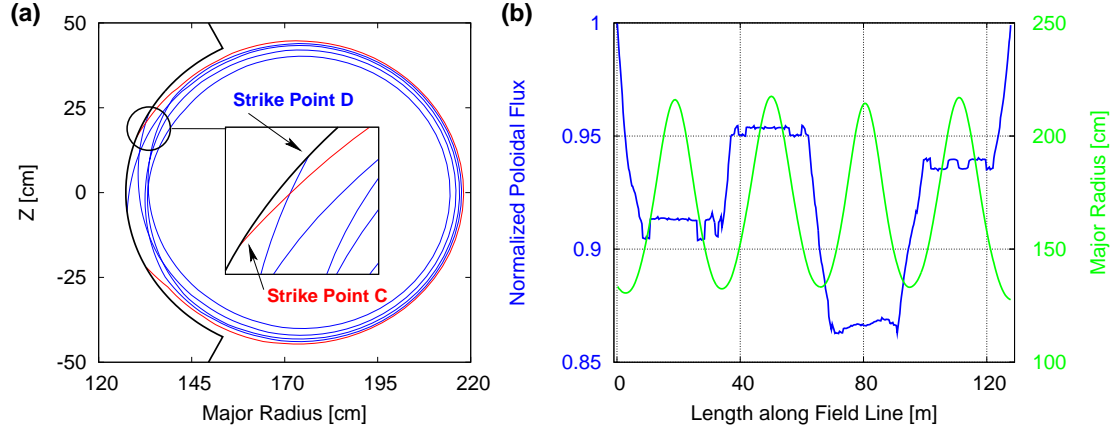 (a)
50
25
0
-25
-50
Z [cm]
120
145
170
195
220
Major Radius [cm]
Strike Point D
Strike Point C
(b)
1
0.95
0.9
0.85
Normalized Poloidal Flux
0
40
80
120
Length along Field Line [m]
250
200
150
100
Major Radius [cm]